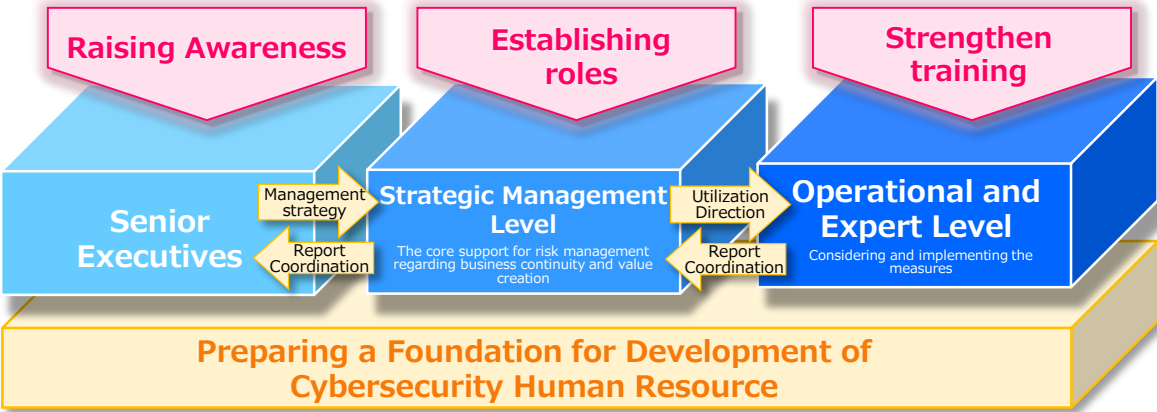 Raising Awareness
Establishing
roles
Strengthen
training
Senior
Executives
Management
strategy
Report
Coordination
Strategic Management
Level
The core support for risk management
regarding business continuity and value
creation
Utilization
Direction
Report
Coordination
Operational and
Expert Level
Considering and implementing the
measures
Preparing a Foundation for Development of
Cybersecurity Human Resource